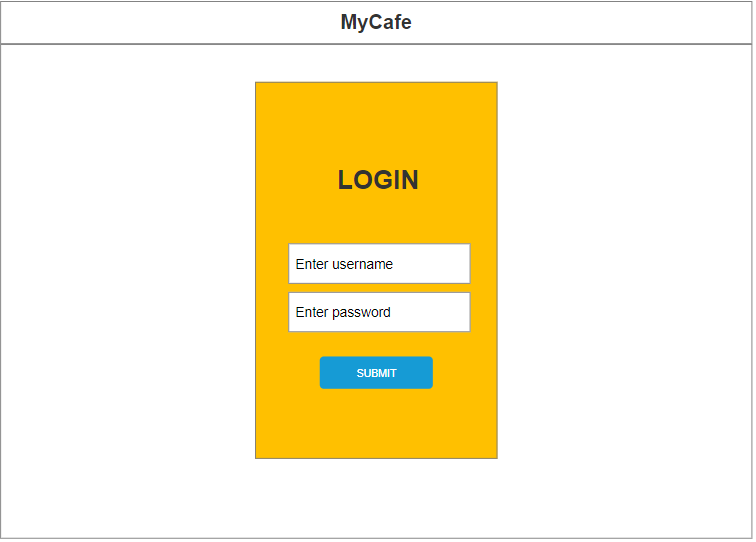 MyCafe
LOGIN
Enter username
Enter password
SUBMIT